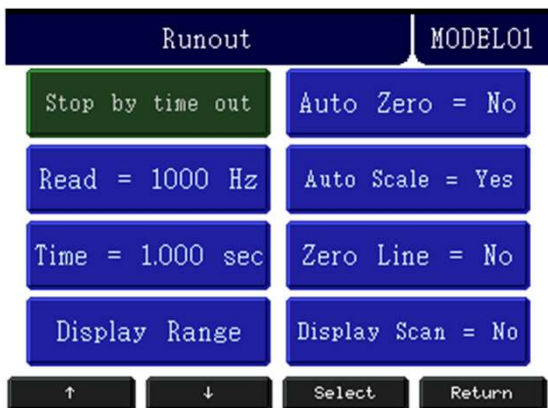 Runout
MODEL01
Stop by time out
Auto Zero = No
Read = 1000 Hz
Auto Scale = Yes
Time = 1.000 sec
Zero Line = No
Display Range
Display Scan = No
↑
↓
Select
Return